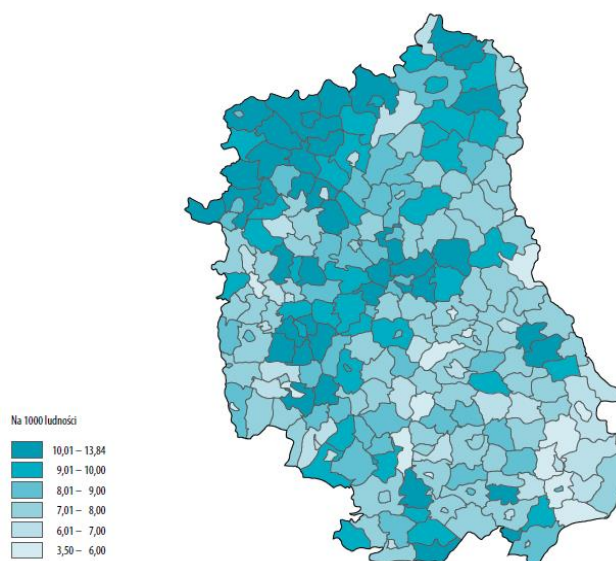 Na 1000 ludności
10,01 – 13,84
9,01 – 10,00
8,01 – 9,00
7,01 – 8,00
6,01 – 7,00
3,50 – 6,00